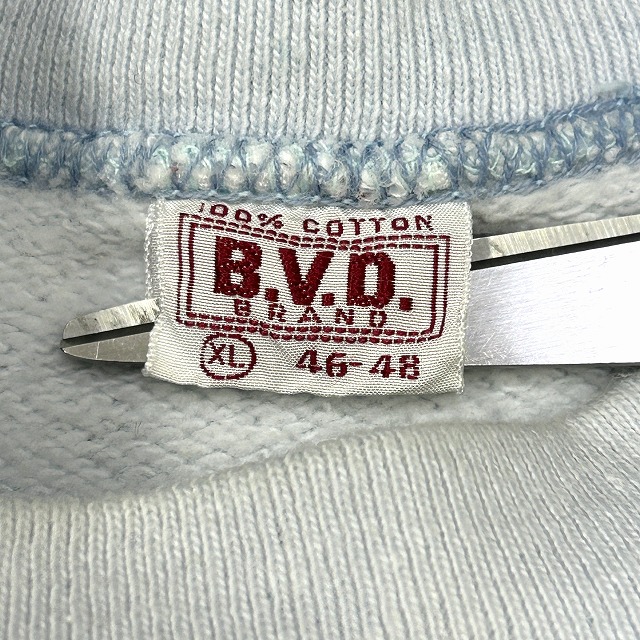 100% COTTON
B.V.D.
BRAND
XL 46-48